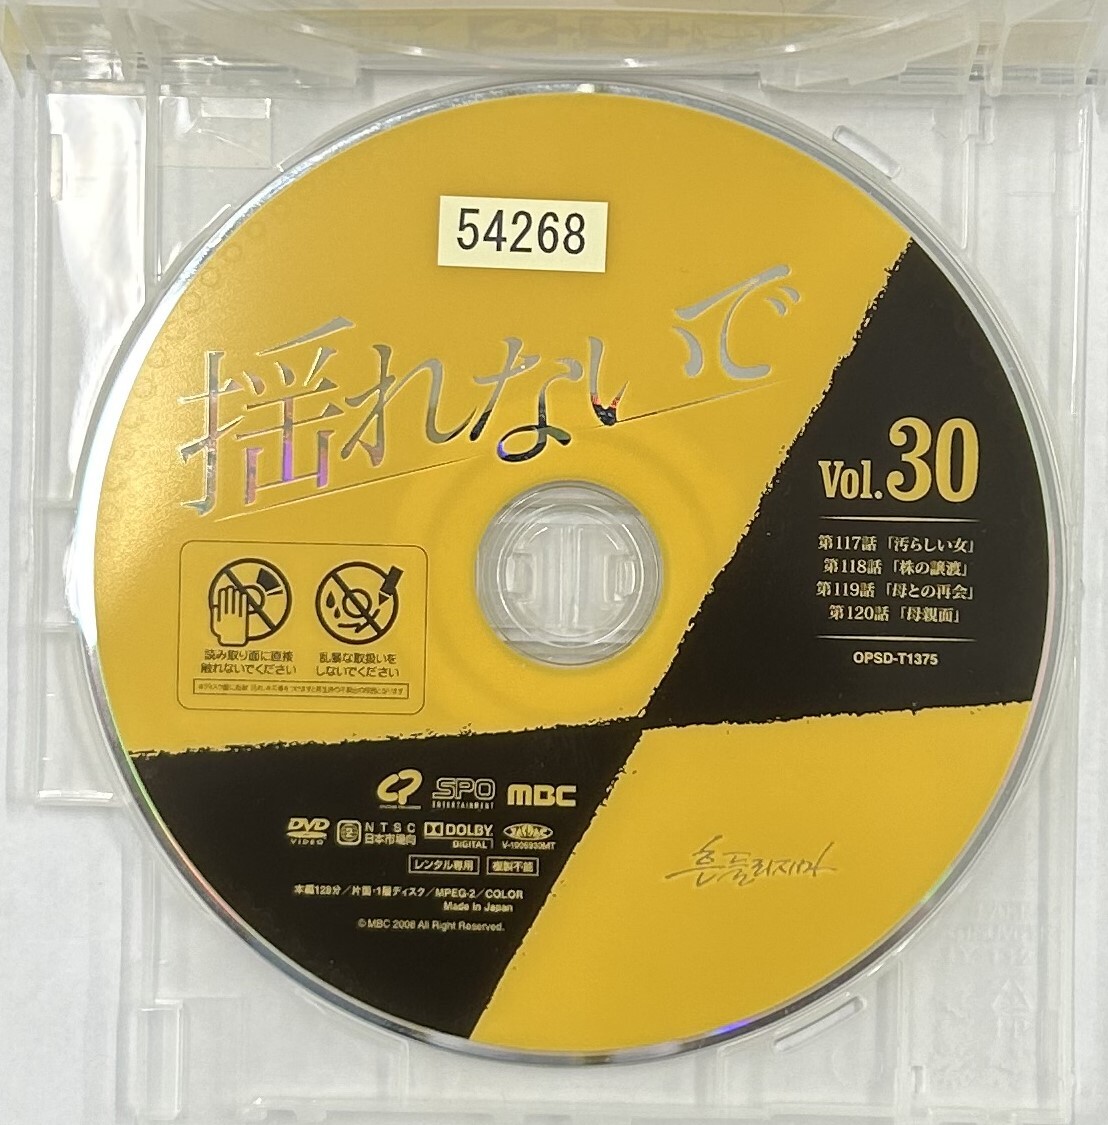 54268
揺れないで
Vol.30
第117話「汚らしい女」
第118話「株の譲渡」
第119話「母との再会」
第120話「母親面」
OPSD-T1375
読み取り面に直接
触れないでください
乱暴な取扱いを
しないでください
SPO
ENTERTAINMENT
MBC
DVD
VIDEO
2
NTSC
日本市場向
DOLBY
DIGITAL
レンタル専用
複製不能
本編128分/片面・1層ディスク/MPEG-2/COLOR
Made in Japan
©MBC 2008 All Right Reserved.
흔들리지마